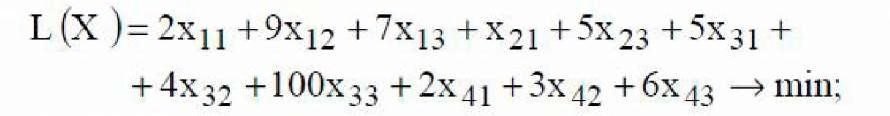 L (X )= 2x₁₁ +9x₁₂ +7x₁₃ +x₂₁ +5x₂₃ +5x₃₁ +
+4x₃₂ +100x₃₃ +2x₄₁ +3x₄₂ +6x₄₃ → min;